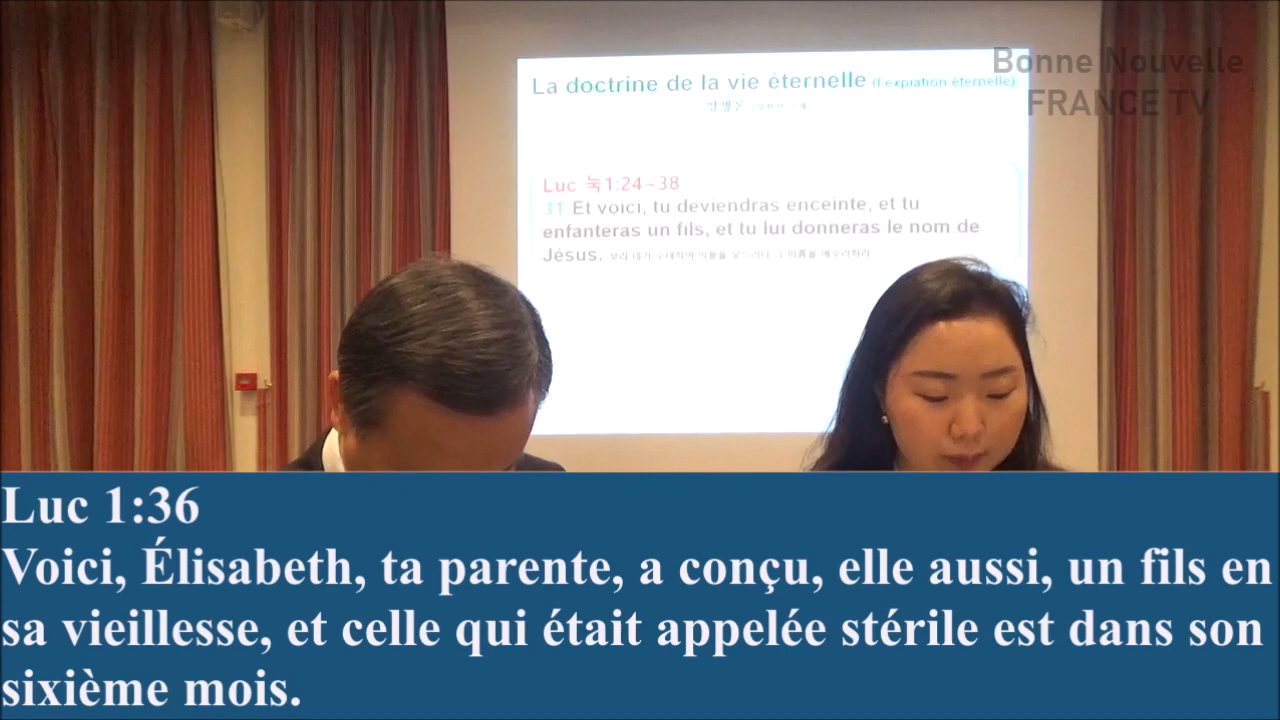 La doctrine de la vie éternelle (l'expiation éternelle)
Bonne Nouvelle
FRANCE TV
Luc 눅1:24~38
31 Et voici, tu deviendras enceinte, et tu
enfanteras un fils, et tu lui donneras le nom de
Jésus.
Luc 1:36
Voici, Élisabeth, ta parente, a conçu, elle aussi, un fils en
sa vieillesse, et celle qui était appelée stérile est dans son
sixième mois.